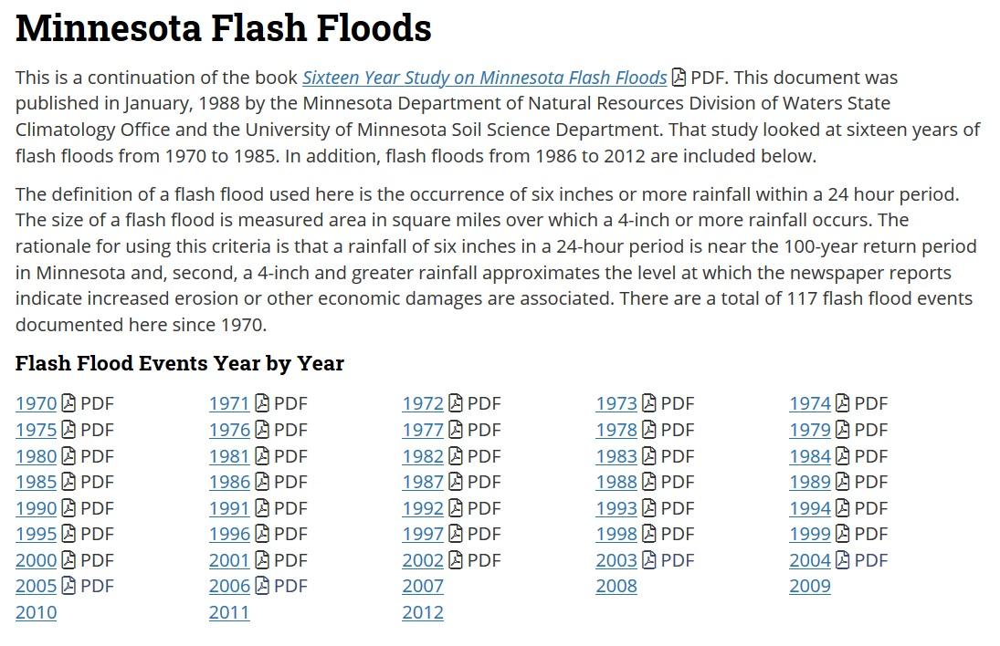 Minnesota Flash Floods
This is a continuation of the book Sixteen Year Study on Minnesota Flash Floods PDF. This document was
published in January, 1988 by the Minnesota Department of Natural Resources Division of Waters State
Climatology Office and the University of Minnesota Soil Science Department. That study looked at sixteen years of
flash floods from 1970 to 1985. In addition, flash floods from 1986 to 2012 are included below.
The definition of a flash flood used here is the occurrence of six inches or more rainfall within a 24 hour period.
The size of a flash flood is measured area in square miles over which a 4-inch or more rainfall occurs. The
rationale for using this criteria is that a rainfall of six inches in a 24-hour period is near the 100-year return period
in Minnesota and, second, a 4-inch and greater rainfall approximates the level at which the newspaper reports
indicate increased erosion or other economic damages are associated. There are a total of 117 flash flood events
documented here since 1970.
Flash Flood Events Year by Year
1970 PDF 1971 PDF 1972 PDF 1973 PDF 1974 PDF
1975 PDF 1976 PDF 1977 PDF 1978 PDF 1979 PDF
1980 PDF 1981 PDF 1982 PDF 1983 PDF 1984 PDF
1985 PDF 1986 PDF 1987 PDF 1988 PDF 1989 PDF
1990 PDF 1991 PDF 1992 PDF 1993 PDF 1994 PDF
1995 PDF 1996 PDF 1997 PDF 1998 PDF 1999 PDF
2000 PDF 2001 PDF 2002 PDF 2003 PDF 2004 PDF
2005 PDF 2006 PDF 2007 2008 2009
2010 2011 2012